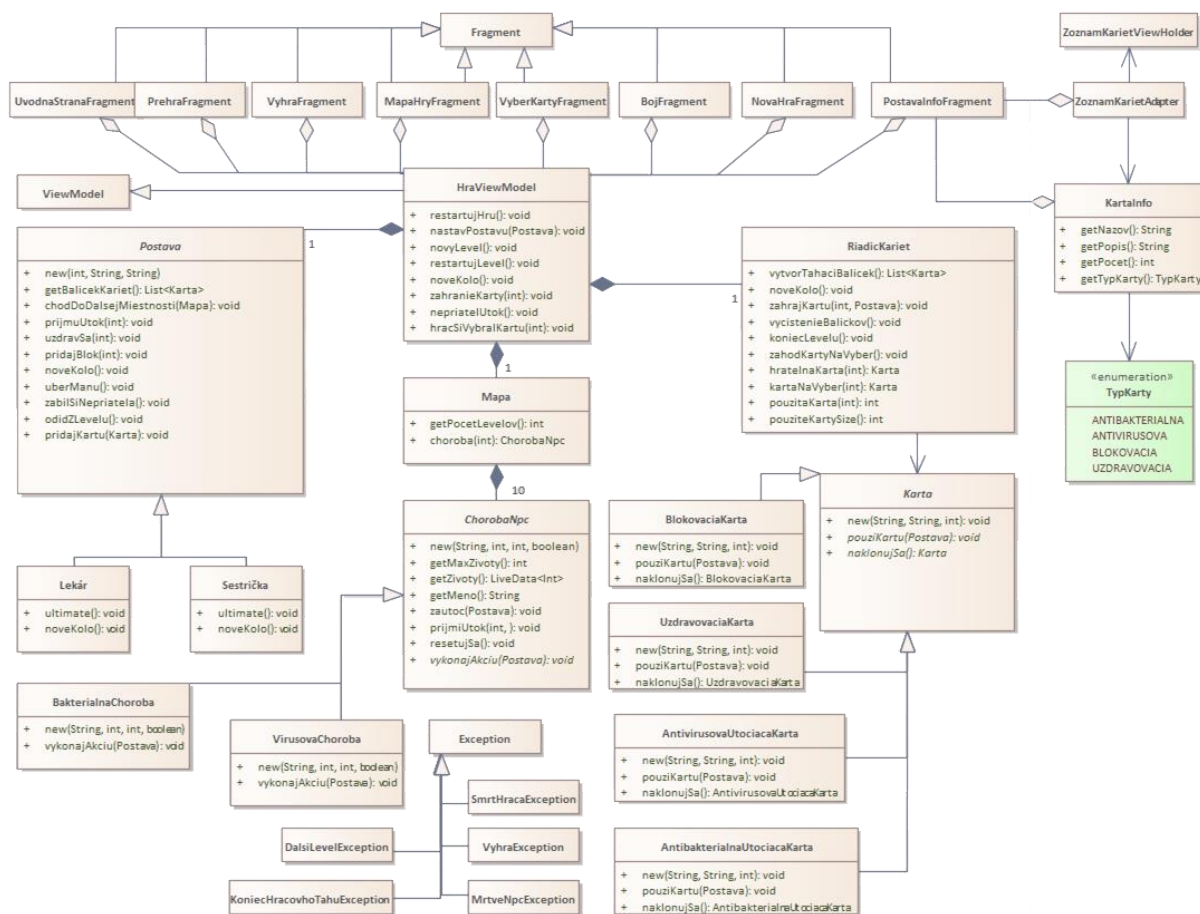 Fragment
ZoznamKarietViewHolder
UvodnaStranaFragment
PrehraFragment
VyhraFragment
MapaHryFragment
VyberKartyFragment
BojFragment
NovaHraFragment
PostavaInfoFragment
ZoznamKarietAdapter
ViewModel
HraViewModel
+ restartujHru(): void
+ nastavPostavu(Postava): void
+ novyLevel(): void
+ restartujLevel(): void
+ noveKolo(): void
+ zahranieKarty(int): void
+ nepriatelUtok(): void
+ hracSiVybralKartu(int): void
KartaInfo
+ getNazov(): String
+ getPopis(): String
+ getPocet(): int
+ getTypKarty(): TypKarty
Postava
+ new(int, String, String)
+ getBalicekKariet(): List<Karta>
+ chodDoDalsejMiestnosti(Mapa): void
+ prijmuUtok(int): void
+ uzdravSa(int): void
+ pridajBlok(int): void
+ noveKolo(): void
+ uberManu(): void
+ zabilSiNepriatela(): void
+ odidZLevelu(): void
+ pridajKartu(Karta): void
1
RiadicKariet
+ vytvorTahaciBalicek(): List<Karta>
+ noveKolo(): void
+ zahrajKartu(int, Postava): void
+ vycistenieBalickov(): void
+ koniecLevelu(): void
+ zahodKartyNaVyber(): void
+ hratelnaKarta(int): Karta
+ kartaNaVyber(int): Karta
+ pouzitaKarta(int): int
+ pouziteKartySize(): int
1
1
Mapa
+ getPocetLevelov(): int
+ choroba(int): ChorobaNpc
«enumeration»
TypKarty
ANTIBAKTERIALNA
ANTIVIRUSOVA
BLOKOVACIA
UZDRAVOVACIA
10
ChorobaNpc
+ new(String, int, int, boolean)
+ getMaxZivoty(): int
+ getZivoty(): LiveData<Int>
+ getMeno(): String
+ zautoc(Postava): void
+ prijmiUtok(int, ): void
+ resetujSa(): void
+ vykonajAkciu(Postava): void
Karta
+ new(String, String, int): void
+ pouziKartu(Postava): void
+ naklonujSa(): Karta
BlokovaciaKarta
+ new(String, String, int): void
+ pouziKartu(Postava): void
+ naklonujSa(): BlokovaciaKarta
Lekár
+ ultimate(): void
+ noveKolo(): void
Sestrička
+ ultimate(): void
+ noveKolo(): void
UzdravovaciaKarta
+ new(String, String, int): void
+ pouziKartu(Postava): void
+ naklonujSa(): UzdravovaciaKarta
BakterialnaChoroba
+ new(String, int, int, boolean)
+ vykonajAkciu(Postava): void
VirusovaChoroba
+ new(String, int, int, boolean)
+ vykonajAkciu(Postava): void
Exception
AntivirusovaUtociacaKarta
+ new(String, String, int): void
+ pouziKartu(Postava): void
+ naklonujSa(): AntivirusovaUtociacaKarta
SmrtHracaException
DalsiLevelException
VyhraException
KoniecHracovhoTahuException
MrtveNpcException
AntibakterialnaUtociacaKarta
+ new(String, String, int): void
+ pouziKartu(Postava): void
+ naklonujSa(): AntibakterialnaUtociacaKarta